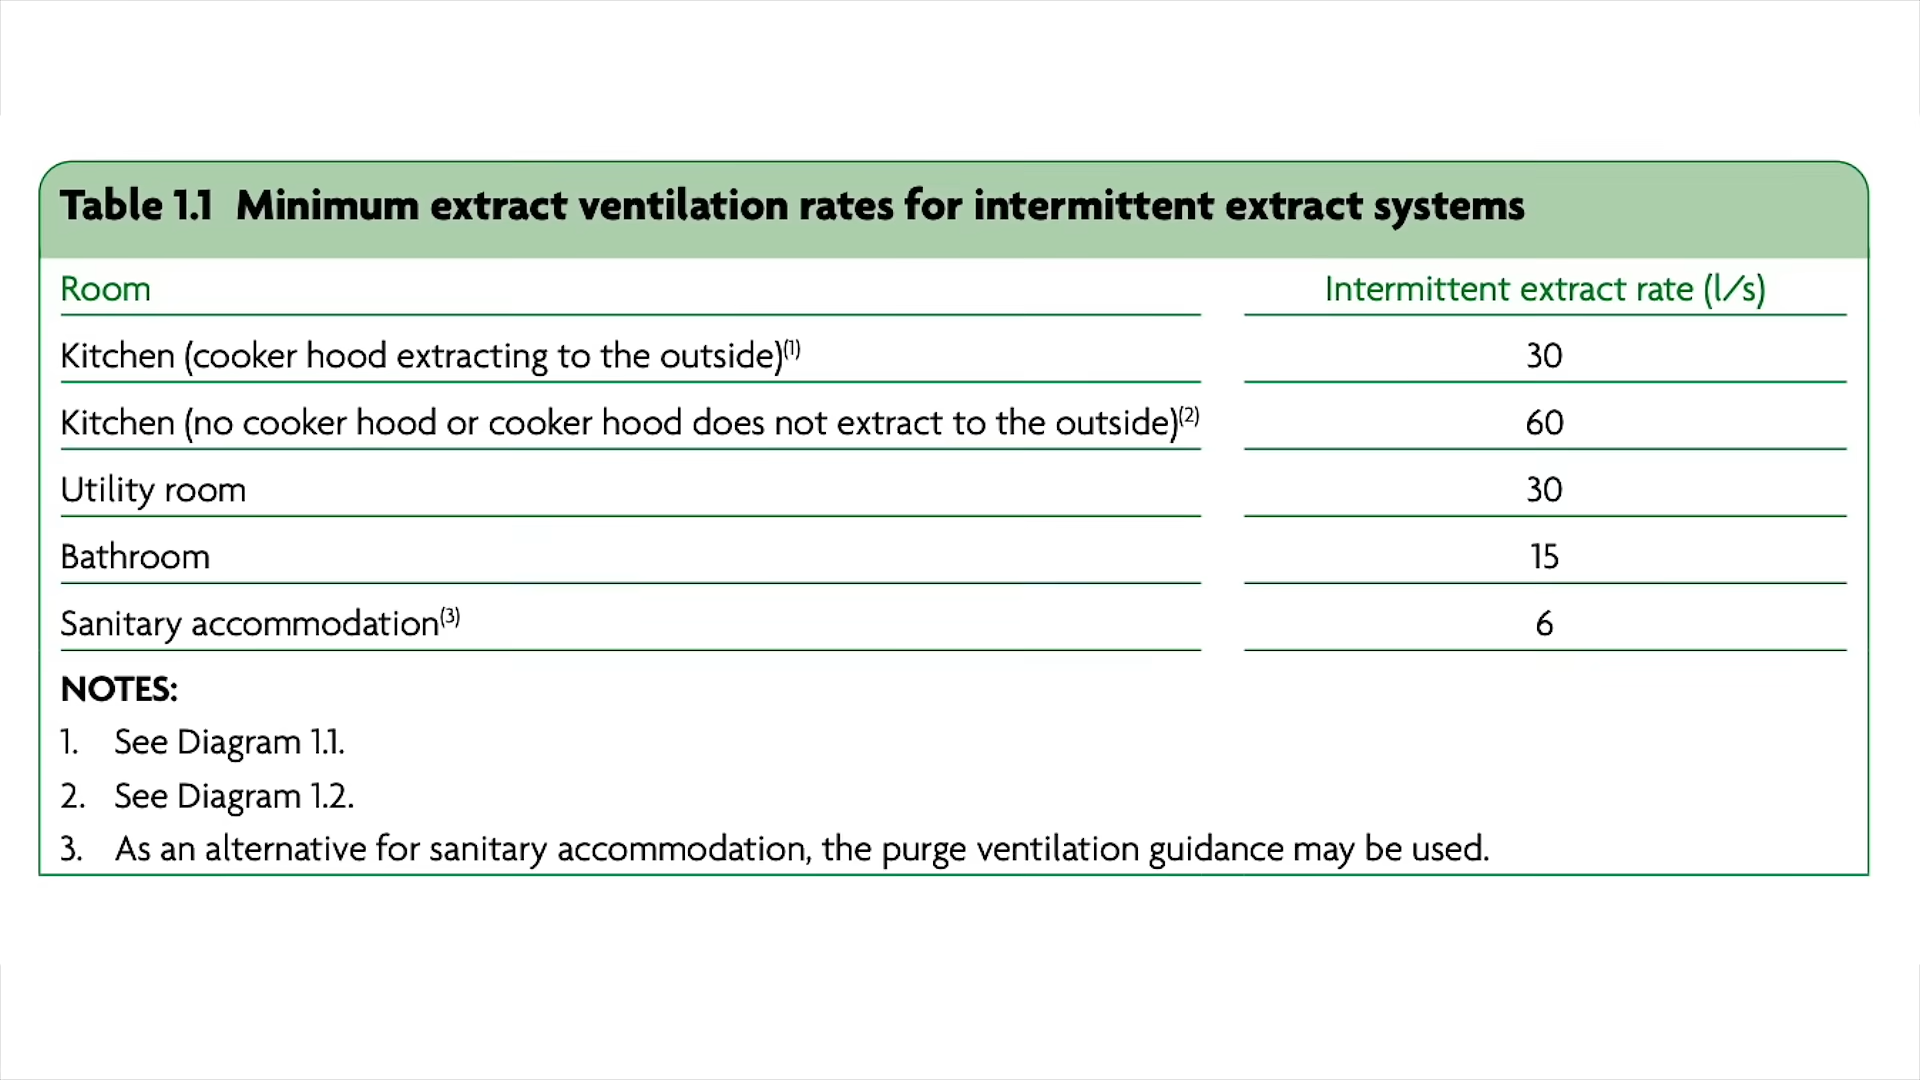 Table 1.1 Minimum extract ventilation rates for intermittent extract systems
Room Intermittent extract rate (l/s)
Kitchen (cooker hood extracting to the outside)(1) 30
Kitchen (no cooker hood or cooker hood does not extract to the outside)(2) 60
Utility room 30
Bathroom 15
Sanitary accommodation(3) 6
NOTES:
1. See Diagram 1.1.
2. See Diagram 1.2.
3. As an alternative for sanitary accommodation, the purge ventilation guidance may be used.